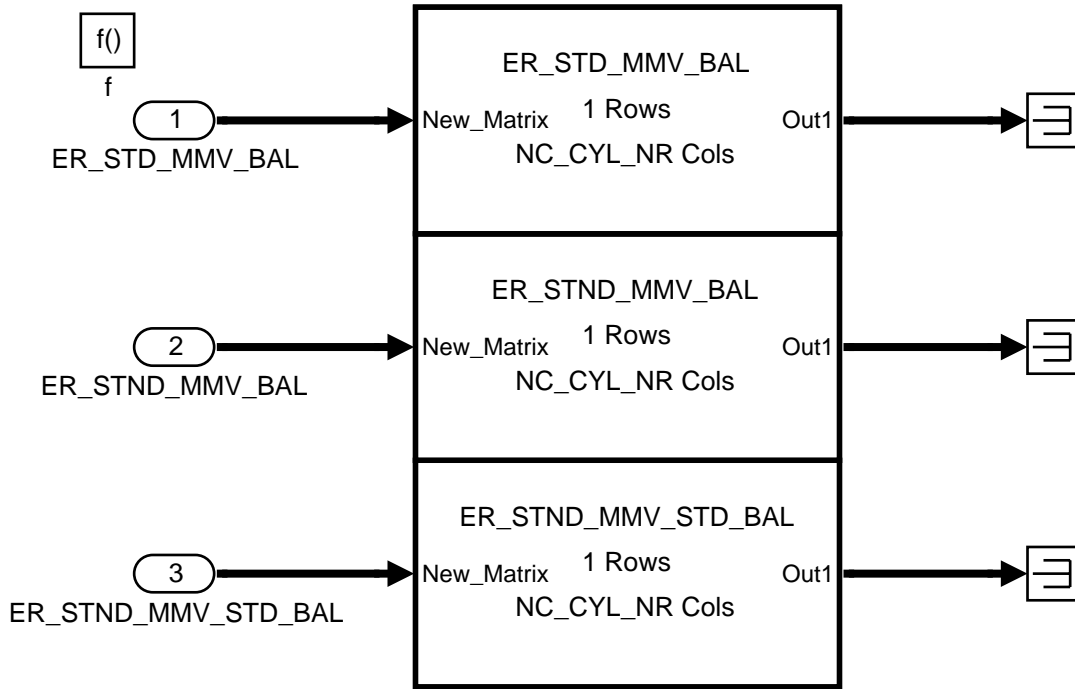 f()
f
ER_STD_MMV_BAL
1
New_Matrix
1 Rows
Out1
ER_STD_MMV_BAL
NC_CYL_NR Cols
ER_STND_MMV_BAL
2
New_Matrix
1 Rows
Out1
ER_STND_MMV_BAL
NC_CYL_NR Cols
ER_STND_MMV_STD_BAL
3
New_Matrix
1 Rows
Out1
ER_STND_MMV_STD_BAL
NC_CYL_NR Cols